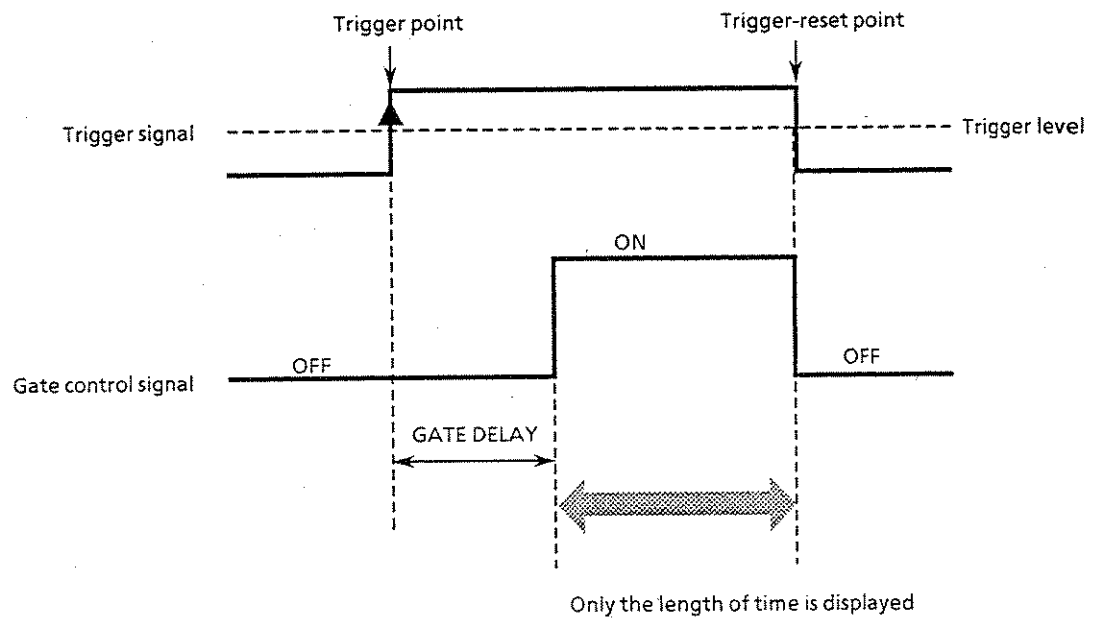 Trigger point
Trigger-reset point
Trigger signal
Trigger level
ON
OFF
OFF
Gate control signal
GATE DELAY
Only the length of time is displayed